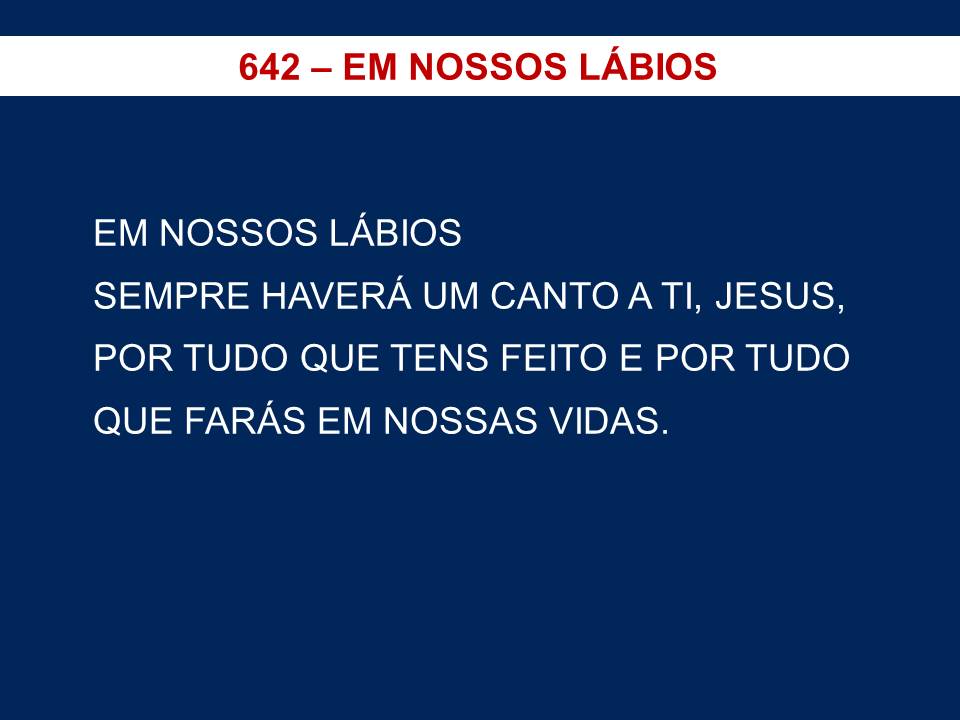 642 – EM NOSSOS LÁBIOS
EM NOSSOS LÁBIOS
SEMPRE HAVERÁ UM CANTO A TI, JESUS,
POR TUDO QUE TENS FEITO E POR TUDO
QUE FARÁS EM NOSSAS VIDAS.